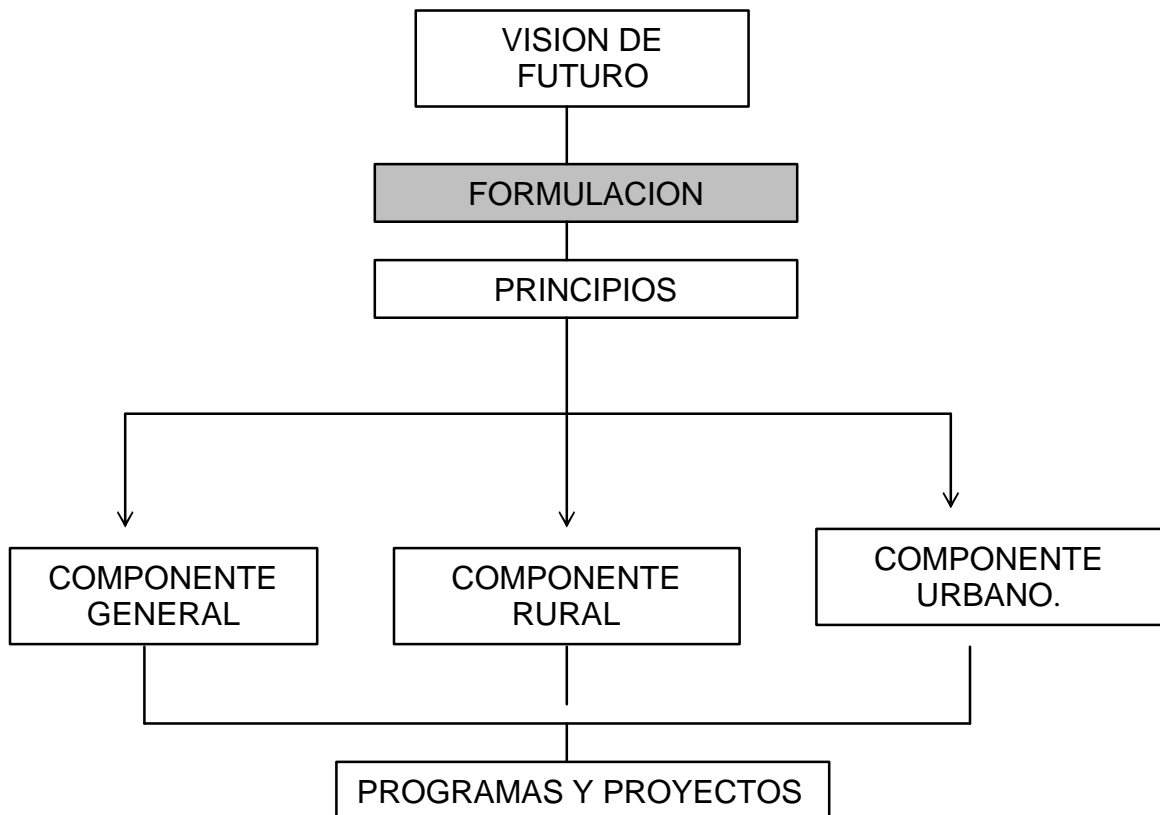 VISION DE
FUTURO
FORMULACION
PRINCIPIOS
COMPONENTE
GENERAL
COMPONENTE
RURAL
COMPONENTE
URBANO.
PROGRAMAS Y PROYECTOS